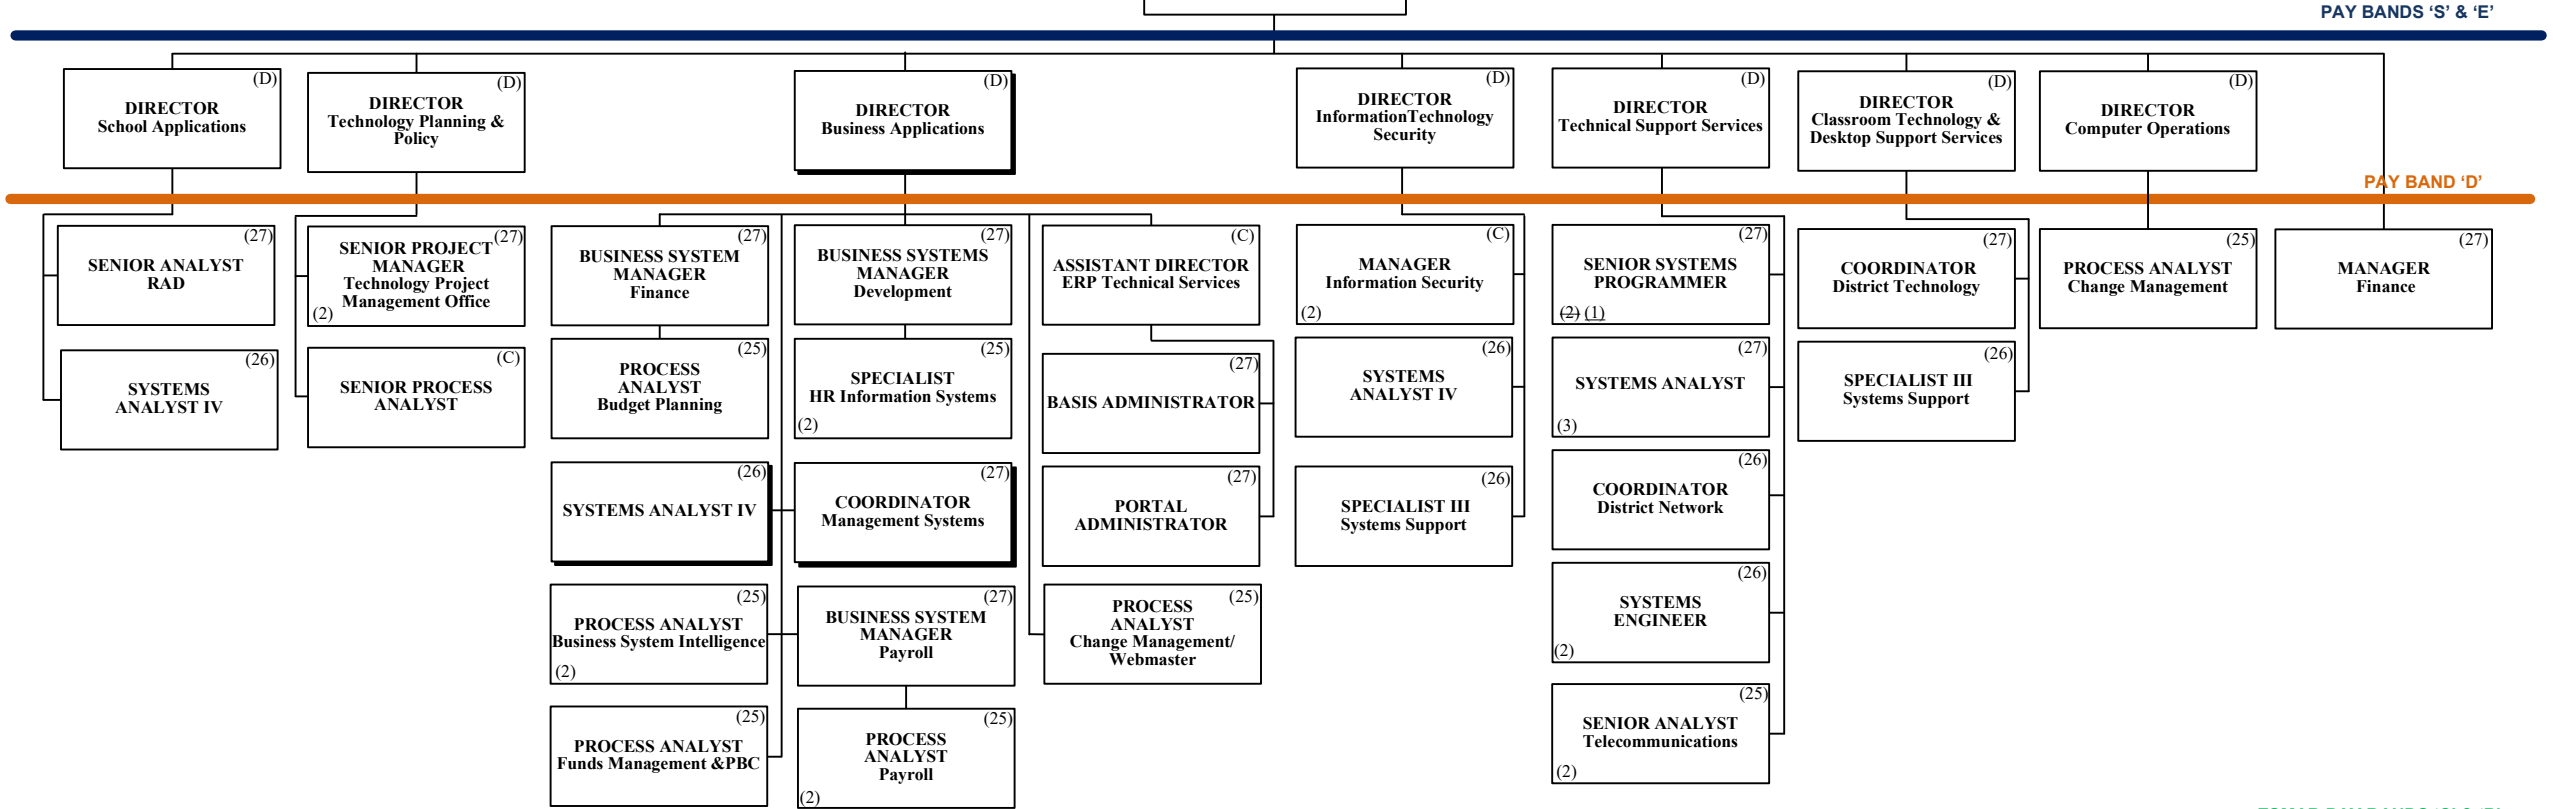 PAY BANDS ‘S’ & ‘E’
(D)
DIRECTOR
School Applications
(D)
DIRECTOR
Technology Planning &
Policy
(D)
DIRECTOR
Business Applications
(D)
DIRECTOR
InformationTechnology
Security
(D)
DIRECTOR
Technical Support Services
(D)
DIRECTOR
Classroom Technology &
Desktop Support Services
(D)
DIRECTOR
Computer Operations
PAY BAND ‘D’
(27)
SENIOR ANALYST
RAD
(26)
SYSTEMS
ANALYST IV
(27)
SENIOR PROJECT
MANAGER
Technology Project
Management Office
(2)
(C)
SENIOR PROCESS
ANALYST
(27)
BUSINESS SYSTEM
MANAGER
Finance
(25)
PROCESS
ANALYST
Budget Planning
(26)
SYSTEMS ANALYST IV
(25)
PROCESS ANALYST
Business System Intelligence
(2)
(25)
PROCESS ANALYST
Funds Management &PBC
(27)
BUSINESS SYSTEMS
MANAGER
Development
(25)
SPECIALIST
HR Information Systems
(2)
(27)
COORDINATOR
Management Systems
(27)
BUSINESS SYSTEM
MANAGER
Payroll
(25)
PROCESS
ANALYST
Payroll
(2)
(C)
ASSISTANT DIRECTOR
ERP Technical Services
(27)
BASIS ADMINISTRATOR
(27)
PORTAL
ADMINISTRATOR
(25)
PROCESS
ANALYST
Change Management/
Webmaster
(C)
MANAGER
Information Security
(2)
(26)
SYSTEMS
ANALYST IV
(26)
SPECIALIST III
Systems Support
(27)
SENIOR SYSTEMS
PROGRAMMER
(2) (1)
(27)
SYSTEMS ANALYST
(3)
(26)
COORDINATOR
District Network
(26)
SYSTEMS
ENGINEER
(2)
(25)
SENIOR ANALYST
Telecommunications
(2)
(27)
COORDINATOR
District Technology
(26)
SPECIALIST III
Systems Support
(25)
PROCESS ANALYST
Change Management
(27)
MANAGER
Finance